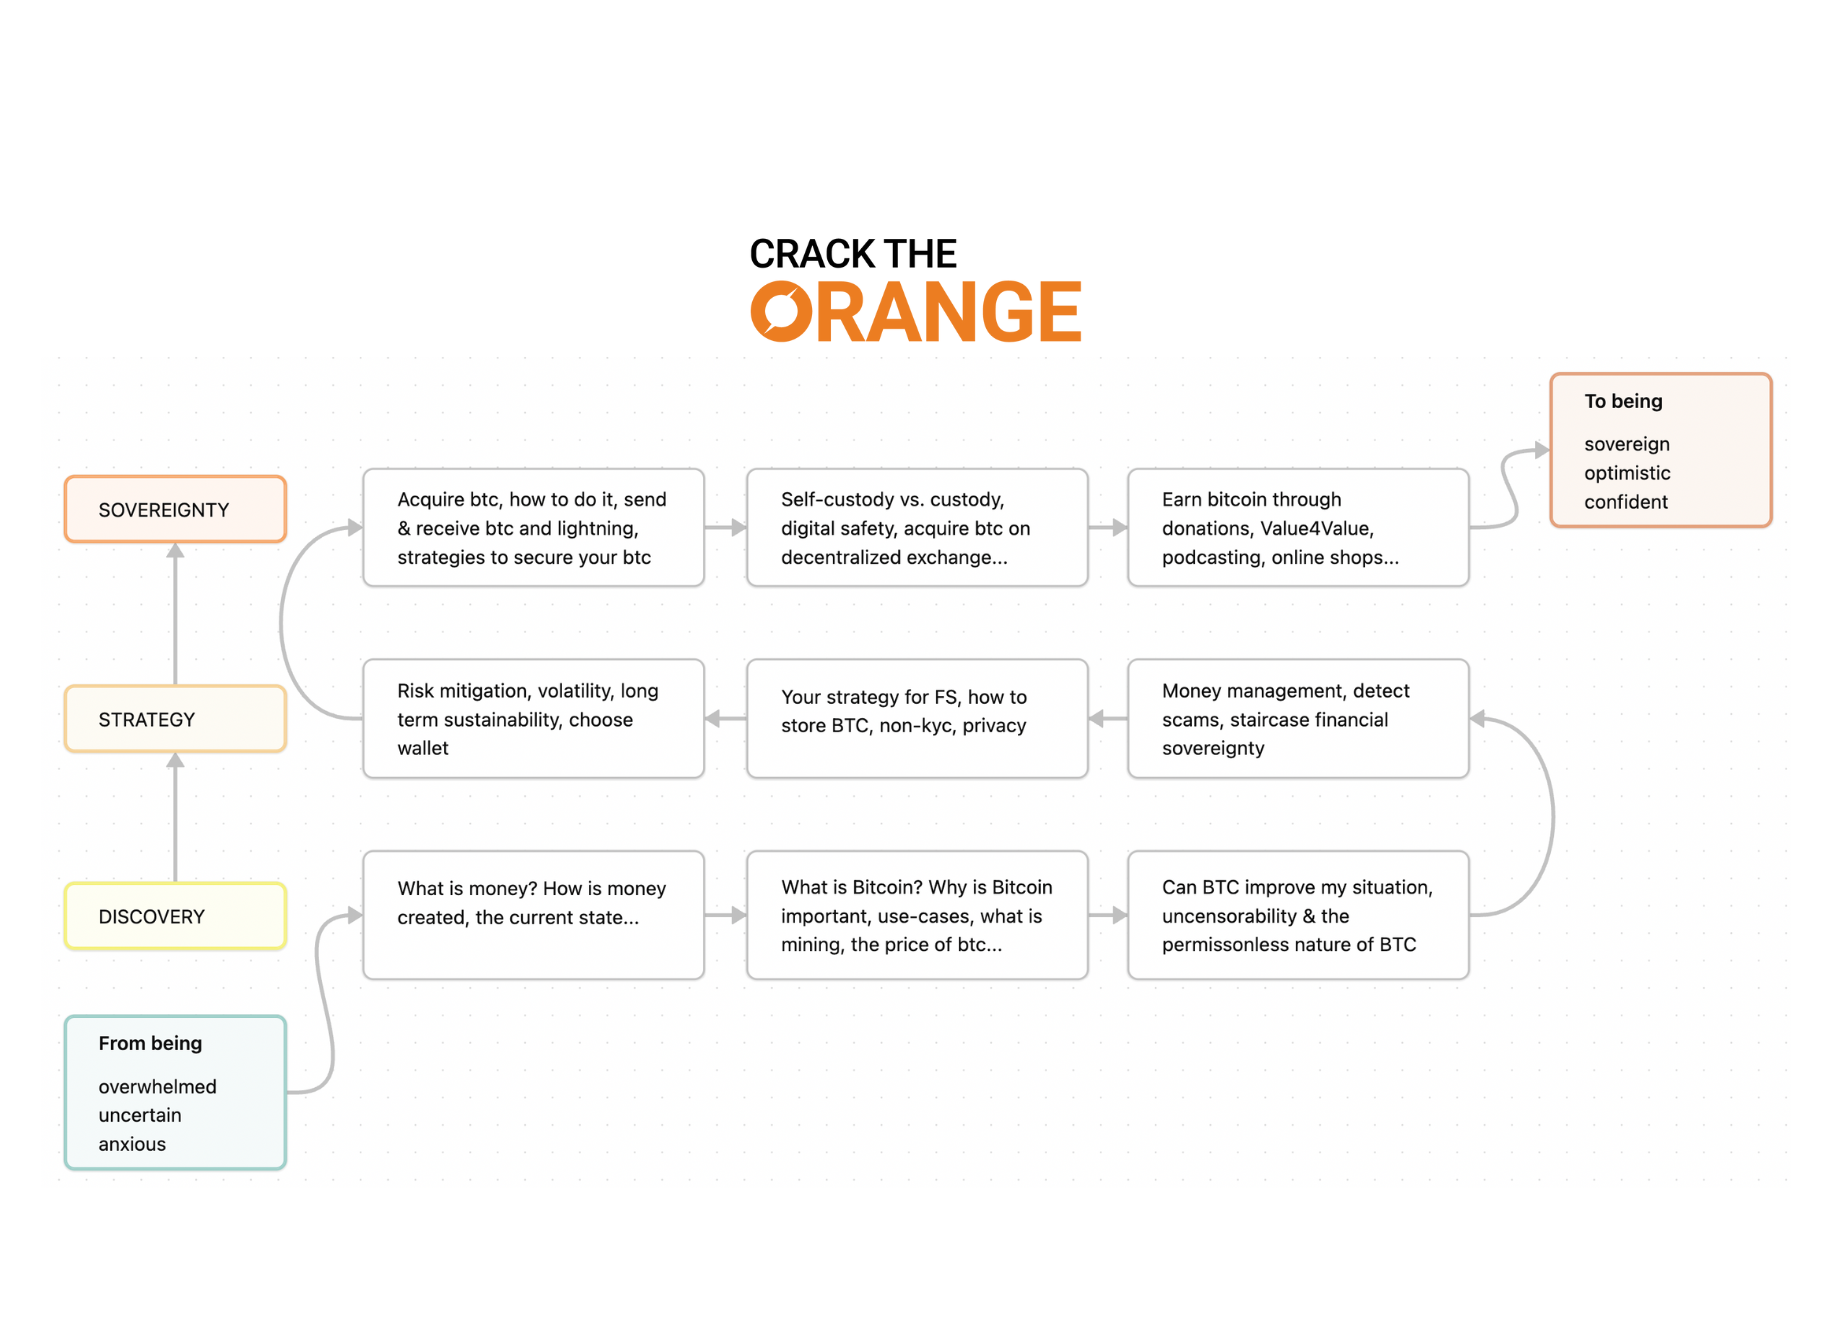 CRACK THE
ORANGE
To being
sovereign
optimistic
confident
SOVEREIGNTY
Acquire btc, how to do it, send
& receive btc and lightning,
strategies to secure your btc
Self-custody vs. custody,
digital safety, acquire btc on
decentralized exchange...
Earn bitcoin through
donations, Value4Value,
podcasting, online shops...
STRATEGY
Risk mitigation, volatility, long
term sustainability, choose
wallet
Your strategy for FS, how to
store BTC, non-kyc, privacy
Money management, detect
scams, staircase financial
sovereignty
DISCOVERY
What is money? How is money
created, the current state...
What is Bitcoin? Why is Bitcoin
important, use-cases, what is
mining, the price of btc...
Can BTC improve my situation,
uncensorability & the
permissonless nature of BTC
From being
overwhelmed
uncertain
anxious